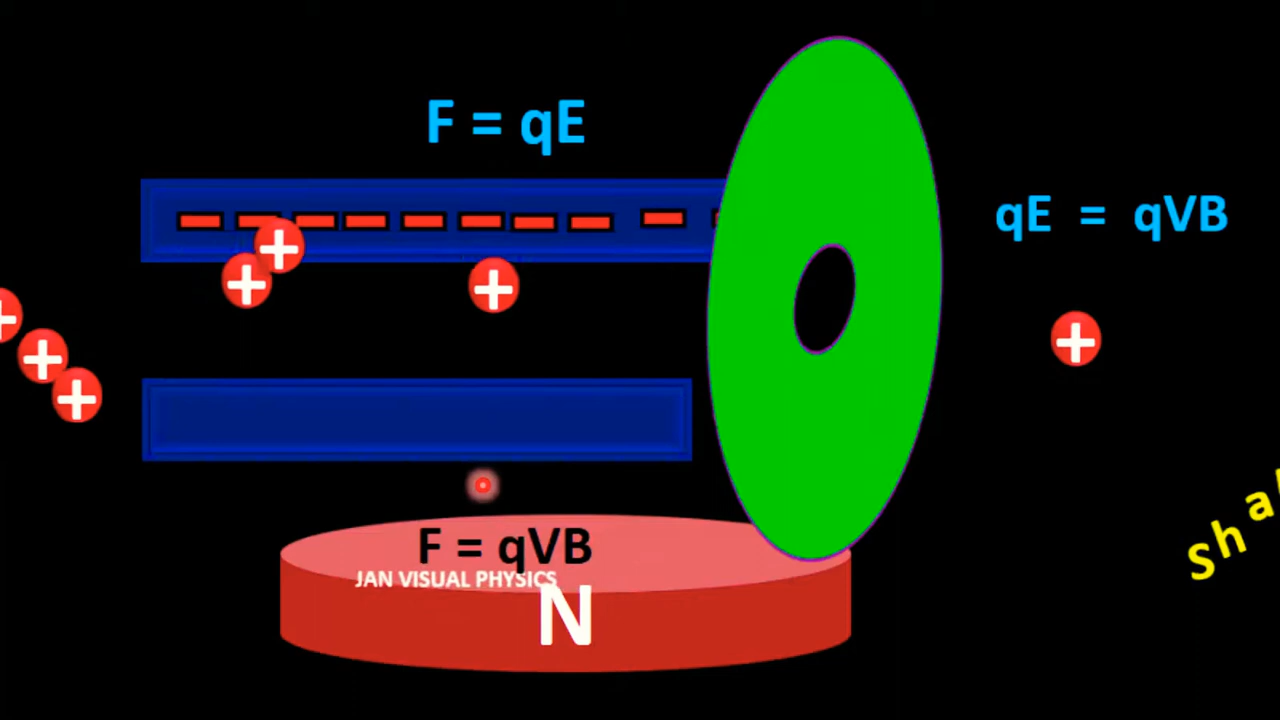 F = qE
qE = qVB
F = qVB
JAN VISUAL PHYSICS
N